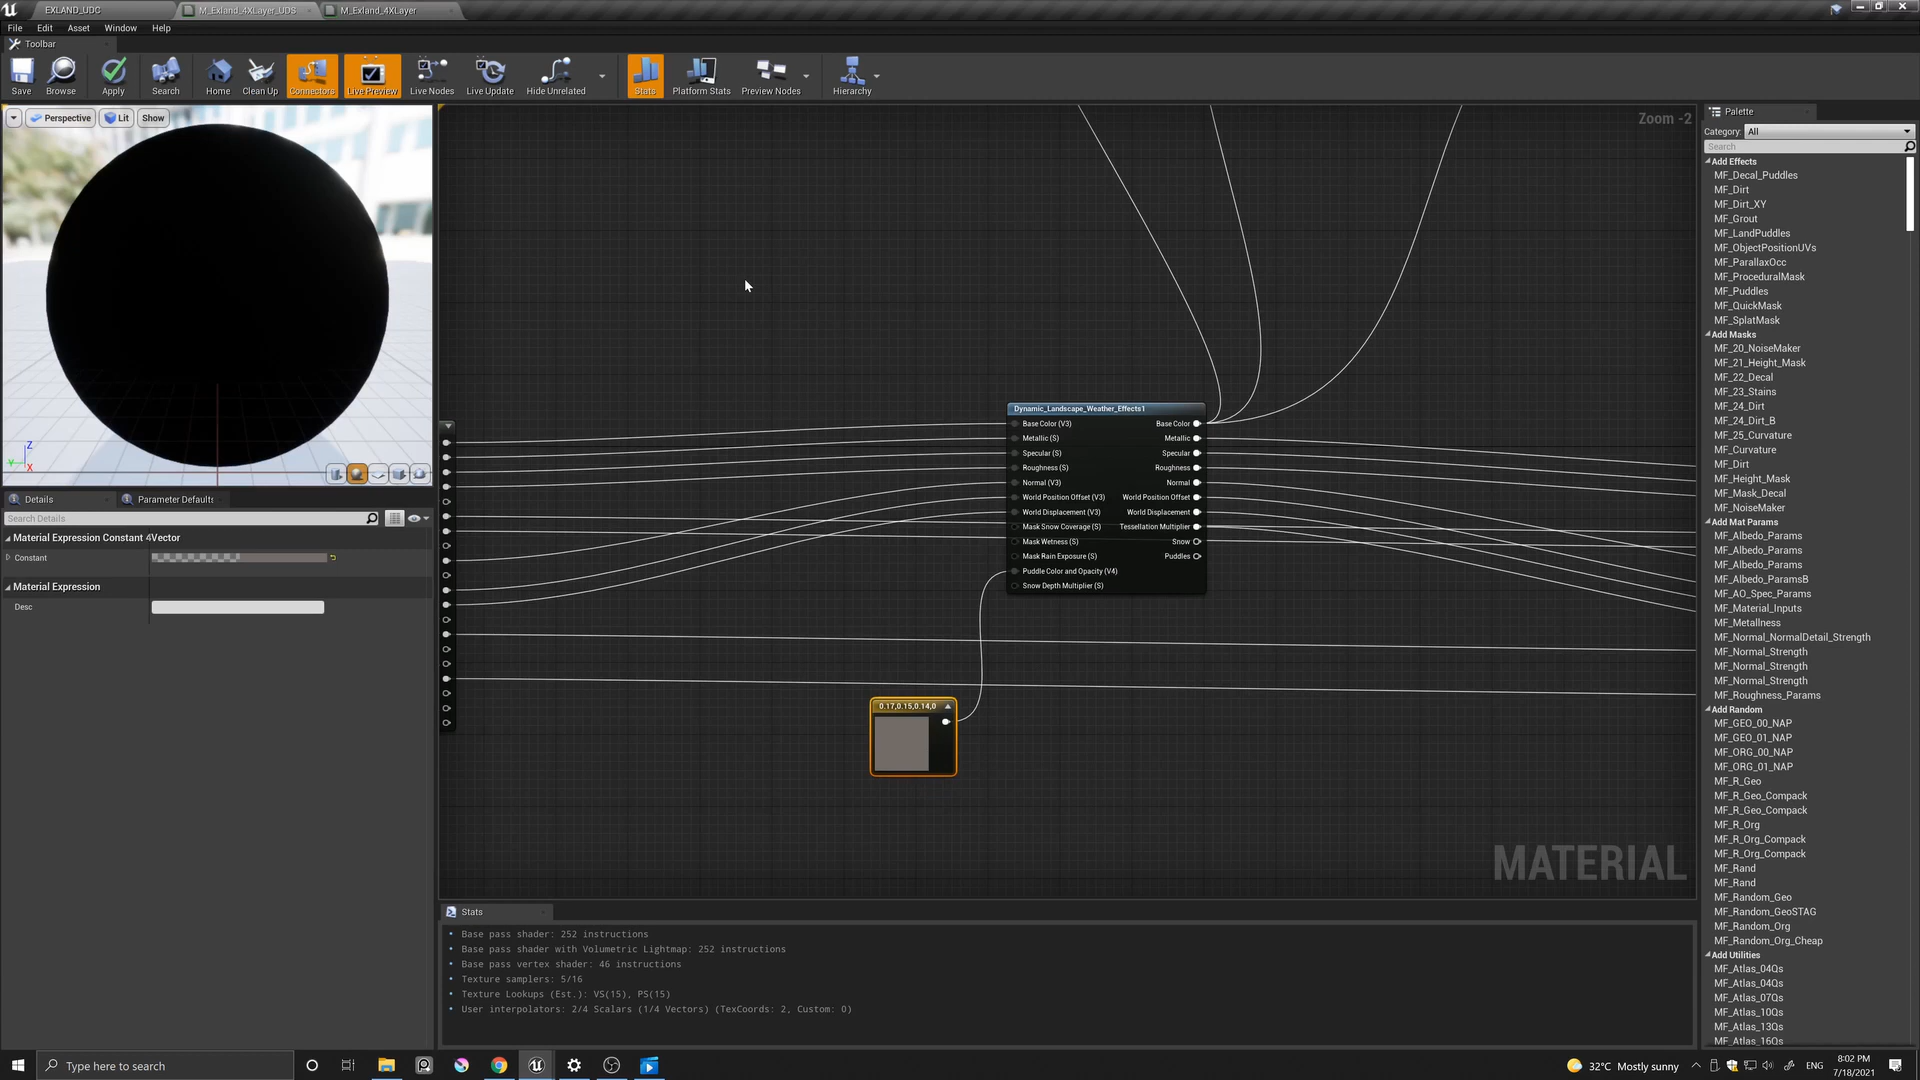 EXLAND_UDC
M_Exland_4XLayer_UDS
M_Exland_4XLayer
File
Edit
Asset
Window
Help
Toolbar
Save
Browse
Apply
Search
Home
Clean Up
Connectors
Live Preview
Live Nodes
Live Update
Hide Unrelated
Stats
Platform Stats
Preview Nodes
Hierarchy
Perspective
Lit
Show
Z
Y
X
Details
Parameter Defaults
Search Details
Material Expression Constant 4Vector
Constant
Material Expression
Desc
Zoom -2
Dynamic_Landscape_Weather_Effects1
Base Color (V3)
Base Color
Metallic (S)
Metallic
Specular (S)
Specular
Roughness (S)
Roughness
Normal (V3)
Normal
World Position Offset (V3)
World Position Offset
World Displacement (V3)
World Displacement
Mask Snow Coverage (S)
Tessellation Multiplier
Mask Wetness (S)
Snow
Mask Rain Exposure (S)
Puddles
Puddle Color and Opacity (V4)
Snow Depth Multiplier (S)
0.17,0.15,0.14,0
MATERIAL
Stats
Base pass shader: 252 instructions
Base pass shader with Volumetric Lightmap: 252 instructions
Base pass vertex shader: 46 instructions
Texture samplers: 5/16
Texture Lookups (Est.): VS(15), PS(15)
User interpolators: 2/4 Scalars (1/4 Vectors) (TexCoords: 2, Custom: 0)
Palette
Category: All
Search
Add Effects
MF_Decal_Puddles
MF_Dirt
MF_Dirt_XY
MF_Grout
MF_LandPuddles
MF_ObjectPositionUVs
MF_ParallaxOcc
MF_ProceduralMask
MF_Puddles
MF_QuickMask
MF_SplatMask
Add Masks
MF_20_NoiseMaker
MF_21_Height_Mask
MF_22_Decal
MF_23_Stains
MF_24_Dirt
MF_24_Dirt_B
MF_25_Curvature
MF_Curvature
MF_Dirt
MF_Height_Mask
MF_Mask_Decal
MF_NoiseMaker
Add Mat Params
MF_Albedo_Params
MF_Albedo_Params
MF_Albedo_Params
MF_Albedo_ParamsB
MF_AO_Spec_Params
MF_Material_Inputs
MF_Metallness
MF_Normal_NormalDetail_Strength
MF_Normal_Strength
MF_Normal_Strength
MF_Normal_Strength
MF_Roughness_Params
Add Random
MF_GEO_00_NAP
MF_GEO_01_NAP
MF_ORG_00_NAP
MF_ORG_01_NAP
MF_R_Geo
MF_R_Geo_Compack
MF_R_Geo_Compack
MF_R_Org
MF_R_Org_Compack
MF_R_Org_Compack
MF_Rand
MF_Rand
MF_Random_Geo
MF_Random_GeoSTAG
MF_Random_Org
MF_Random_Org_Cheap
Add Utilities
MF_Atlas_04Qs
MF_Atlas_04Qs
MF_Atlas_07Qs
MF_Atlas_10Qs
MF_Atlas_13Qs
MF_Atlas_16Qs
Type here to search
32°C Mostly sunny
ENG
8:02 PM
7/18/2021